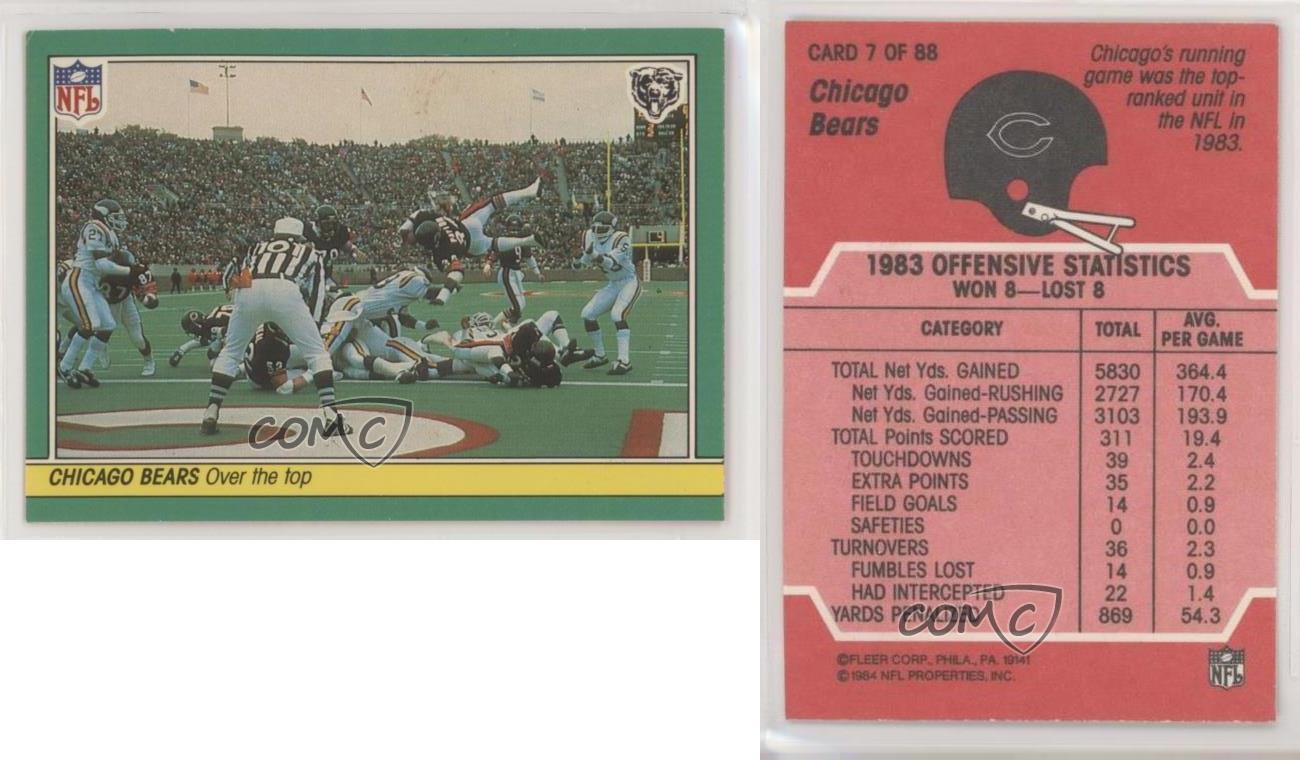 NFL
CHICAGO BEARS Over the top
COMC
CARD 7 OF 88
Chicago
Bears
Chicago's running
game was the top-
ranked unit in
the NFL in
1983.
C
1983 OFFENSIVE STATISTICS
WON 8—LOST 8
CATEGORY TOTAL AVG. PER GAME
TOTAL Net Yds. GAINED 5830 364.4
Net Yds. Gained-RUSHING 2727 170.4
Net Yds. Gained-PASSING 3103 193.9
TOTAL Points SCORED 311 19.4
TOUCHDOWNS 39 2.4
EXTRA POINTS 35 2.2
FIELD GOALS 14 0.9
SAFETIES 0 0.0
TURNOVERS 36 2.3
FUMBLES LOST 14 0.9
HAD INTERCEPTED 22 1.4
YARDS PENALIZED 869 54.3
COMC
©FLEER CORP., PHILA., PA. 19141
©1984 NFL PROPERTIES, INC.
NFL